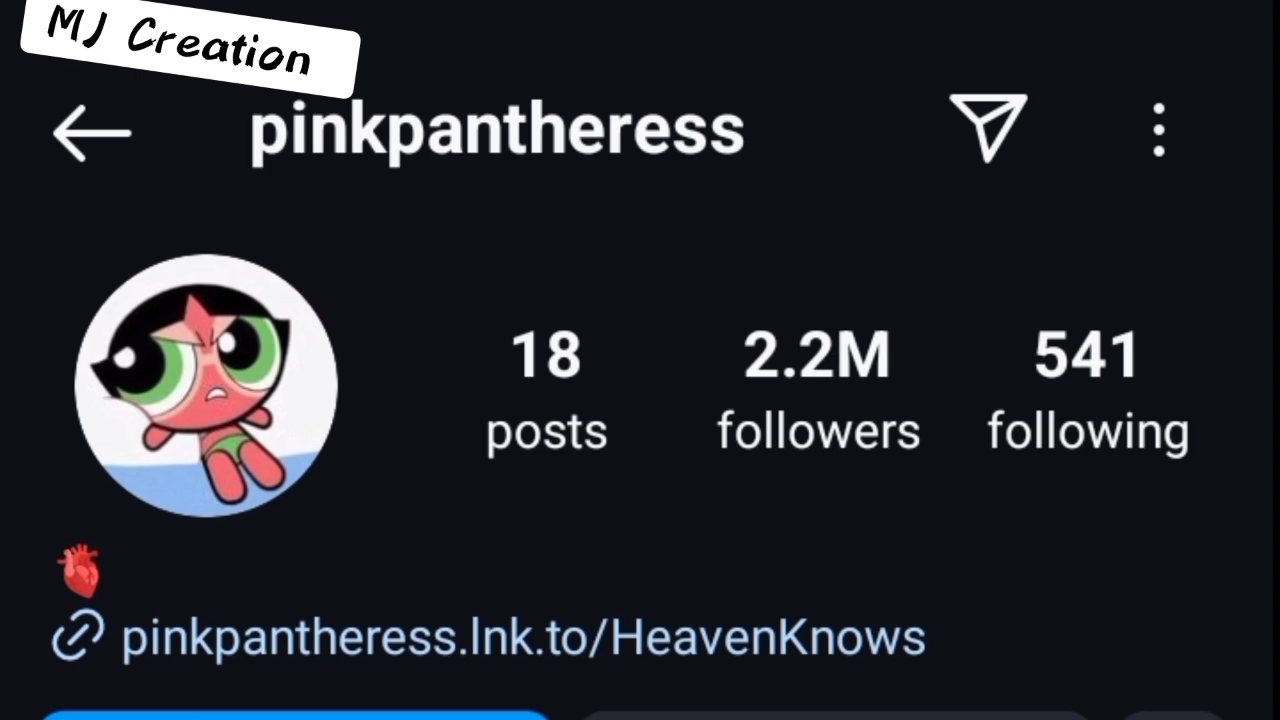 MJ Creation
pinkpantheress
18 2.2M 541
posts followers following
pinkpantheress.lnk.to/HeavenKnows